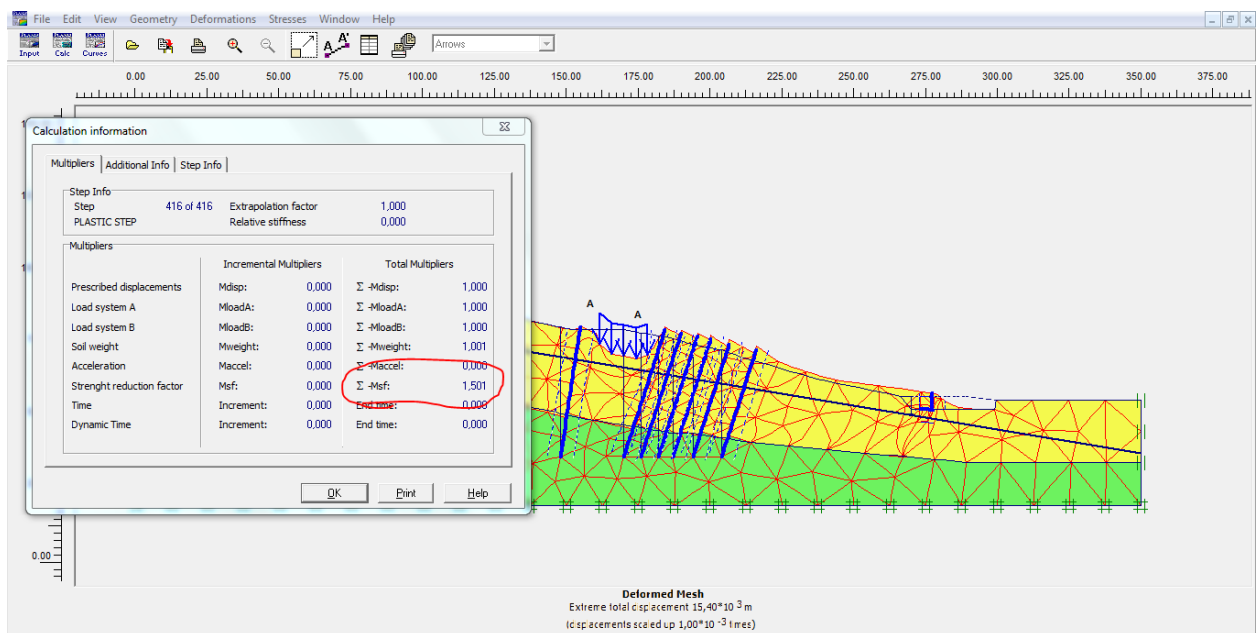 File Edit View Geometry Deformations Stresses Window Help
Input Calc Curves Arrows
0.00 25.00 50.00 75.00 100.00 125.00 150.00 175.00 200.00 225.00 250.00 275.00 300.00 325.00 350.00 375.00
Calculation information
Multipliers Additional Info Step Info
Step Info
Step 416 of 416 Extrapolation factor 1,000
PLASTIC STEP Relative stiffness 0,000
Multipliers
Incremental Multipliers Total Multipliers
Prescribed displacements Mdisp: 0,000 Σ -Mdisp: 1,000
Load system A MloadA: 0,000 Σ -MloadA: 1,000
Load system B MloadB: 0,000 Σ -MloadB: 1,000
Soil weight Mweight: 0,000 Σ -Mweight: 1,001
Acceleration Maccel: 0,000 Σ -Maccel: 0,000
Strenght reduction factor Msf: 0,000 Σ -Msf: 1,501
Time Increment: 0,000 End time: 0,000
Dynamic Time Increment: 0,000 End time: 0,000
OK Print Help
A
A
0.00
Deformed Mesh
Extreme total displacement 15,40*10 3 m
(displacements scaled up 1,00*10 -3 times)